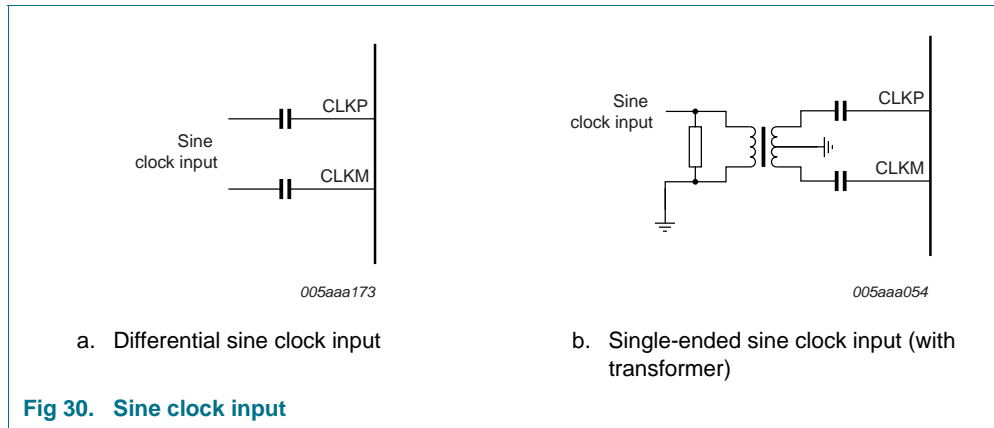 Sine
clock input
CLKP
CLKM
005aaa173
a. Differential sine clock input
Sine
clock input
CLKP
CLKM
005aaa054
b. Single-ended sine clock input (with
transformer)
Fig 30. Sine clock input